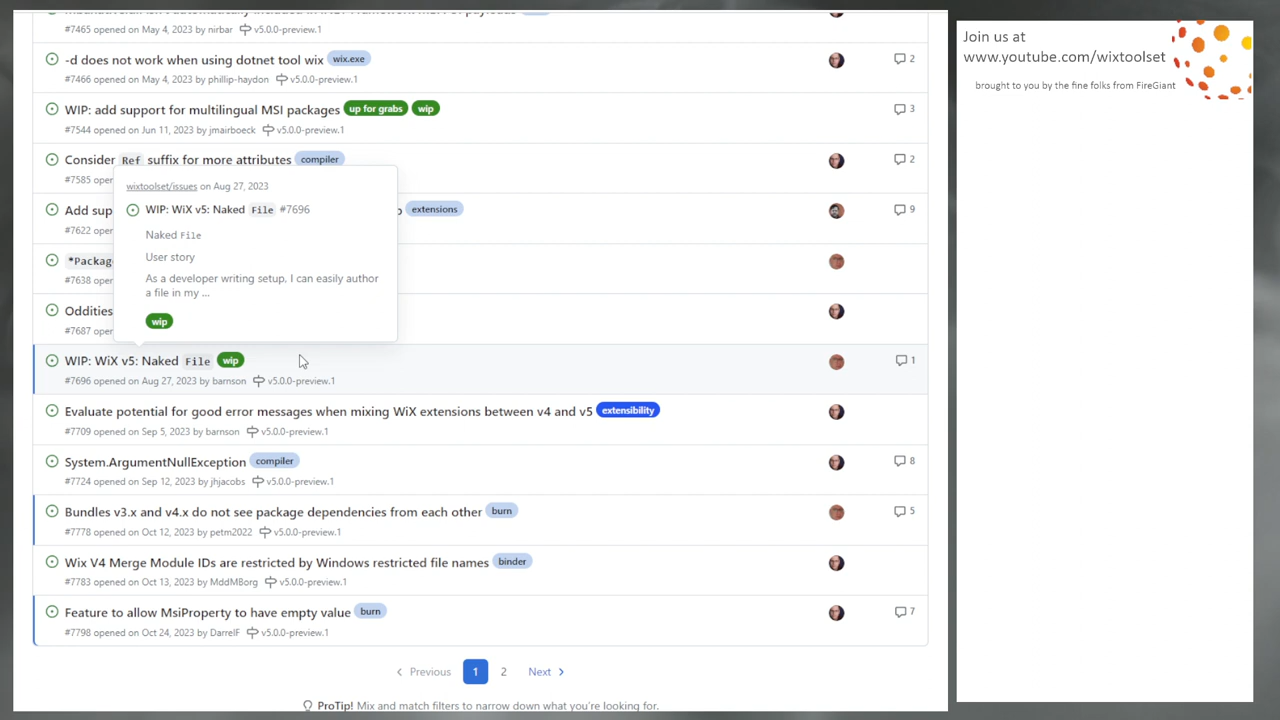 #7465 opened on May 4, 2023 by nirbar v5.0.0-preview.1
-d does not work when using dotnet tool wix wix.exe
2
#7466 opened on May 4, 2023 by phillip-haydon v5.0.0-preview.1
WIP: add support for multilingual MSI packages up for grabs wip
3
#7544 opened on Jun 11, 2023 by jmairboeck v5.0.0-preview.1
Consider Ref suffix for more attributes compiler
2
#7585 oper
wixtoolset/issues on Aug 27, 2023
WIP: WiX v5: Naked File #7696
Naked File
User story
As a developer writing setup, I can easily author
a file in my ...
wip
Add sup
extensions
9
#7622 oper
*Packag
#7638 oper
Oddities
#7687 oper
WIP: WiX v5: Naked File wip
1
#7696 opened on Aug 27, 2023 by barnson v5.0.0-preview.1
Evaluate potential for good error messages when mixing WiX extensions between v4 and v5 extensibility
#7709 opened on Sep 5, 2023 by barnson v5.0.0-preview.1
System.ArgumentNullException compiler
8
#7724 opened on Sep 12, 2023 by jhjacobs v5.0.0-preview.1
Bundles v3.x and v4.x do not see package dependencies from each other burn
5
#7778 opened on Oct 12, 2023 by petm2022 v5.0.0-preview.1
Wix V4 Merge Module IDs are restricted by Windows restricted file names binder
#7783 opened on Oct 13, 2023 by MddMBorg v5.0.0-preview.1
Feature to allow MsiProperty to have empty value burn
7
#7798 opened on Oct 24, 2023 by DarrelF v5.0.0-preview.1
Previous 1 2 Next
ProTip! Mix and match filters to narrow down what you're looking for.
Join us at
www.youtube.com/wixtoolset
brought to you by the fine folks from FireGiant